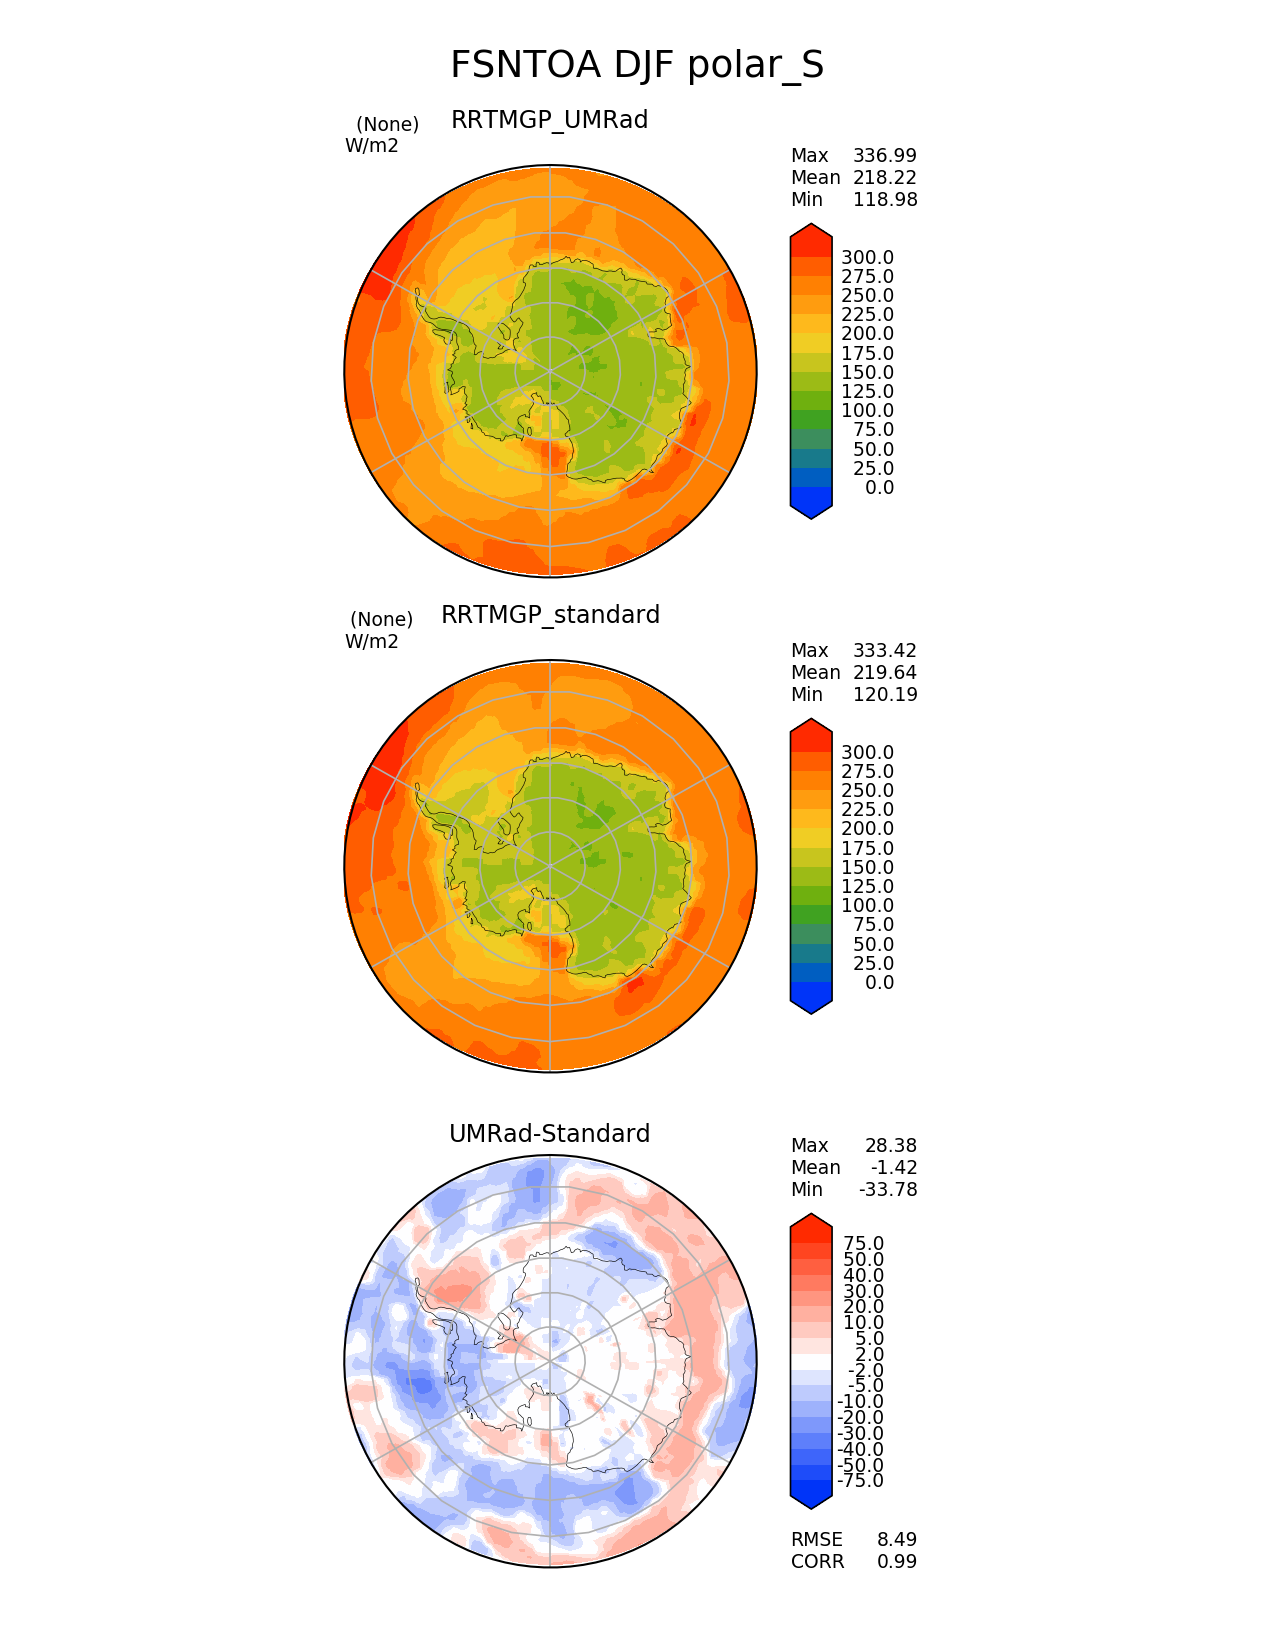 FSNTOA DJF polar_S
RRTMGP_UMRad
(None)
W/m2
Max 336.99
Mean 218.22
Min 118.98
300.0
275.0
250.0
225.0
200.0
175.0
150.0
125.0
100.0
75.0
50.0
25.0
0.0
RRTMGP_standard
(None)
W/m2
Max 333.42
Mean 219.64
Min 120.19
300.0
275.0
250.0
225.0
200.0
175.0
150.0
125.0
100.0
75.0
50.0
25.0
0.0
UMRad-Standard
Max 28.38
Mean -1.42
Min -33.78
75.0
50.0
40.0
30.0
20.0
10.0
5.0
2.0
-2.0
-5.0
-10.0
-20.0
-30.0
-40.0
-50.0
-75.0
RMSE 8.49
CORR 0.99